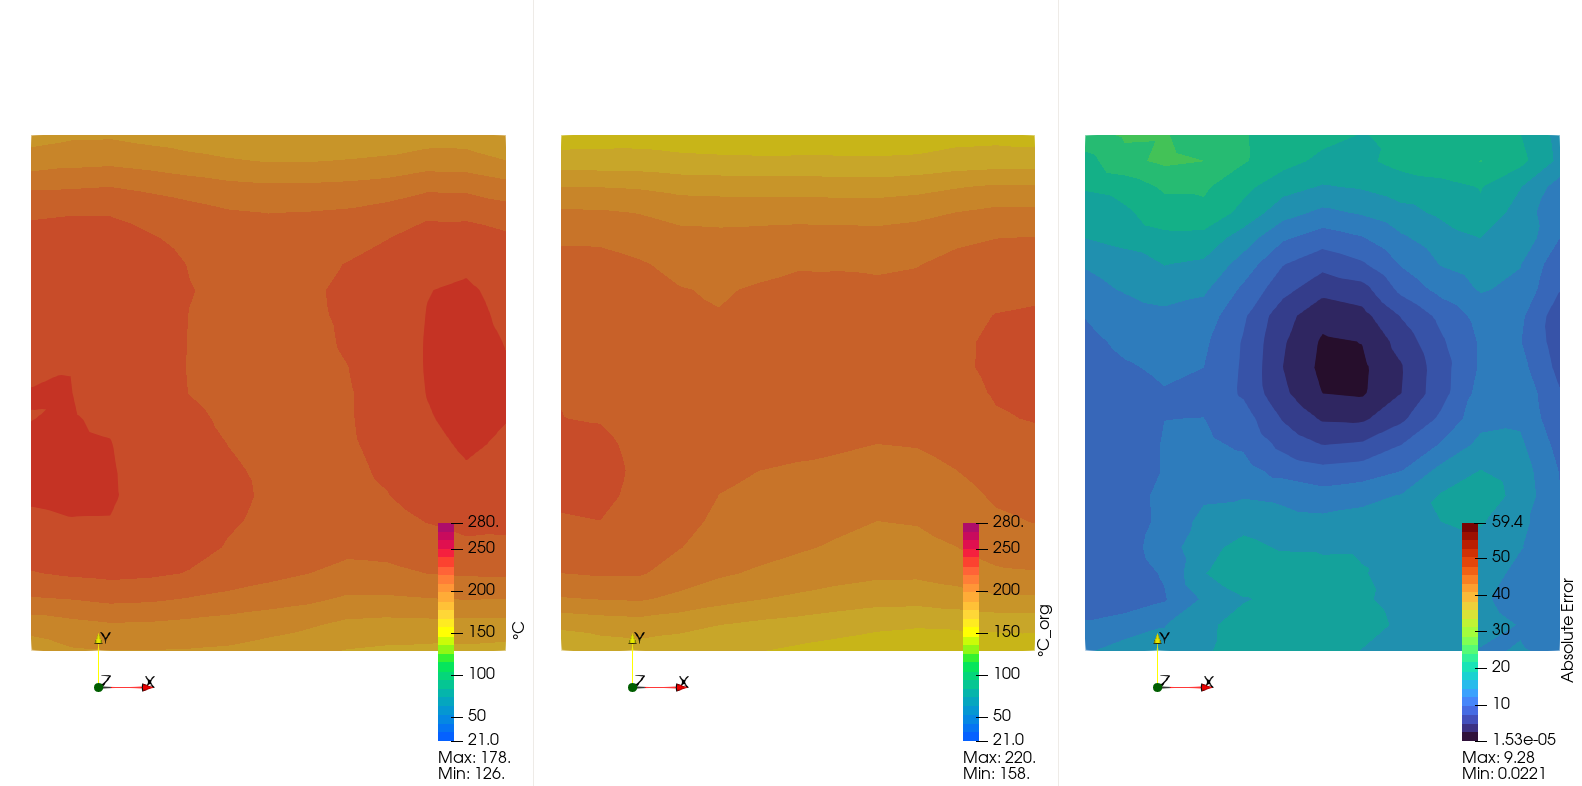 280.
250
200
150
100
50
21.0
°C
Max: 178.
Min: 126.
Y
Z
X
280.
250
200
150
100
50
21.0
°C_org
Max: 220.
Min: 158.
Y
Z
X
59.4
50
40
30
20
10
1.53e-05
Absolute Error
Max: 9.28
Min: 0.0221
Y
Z
X